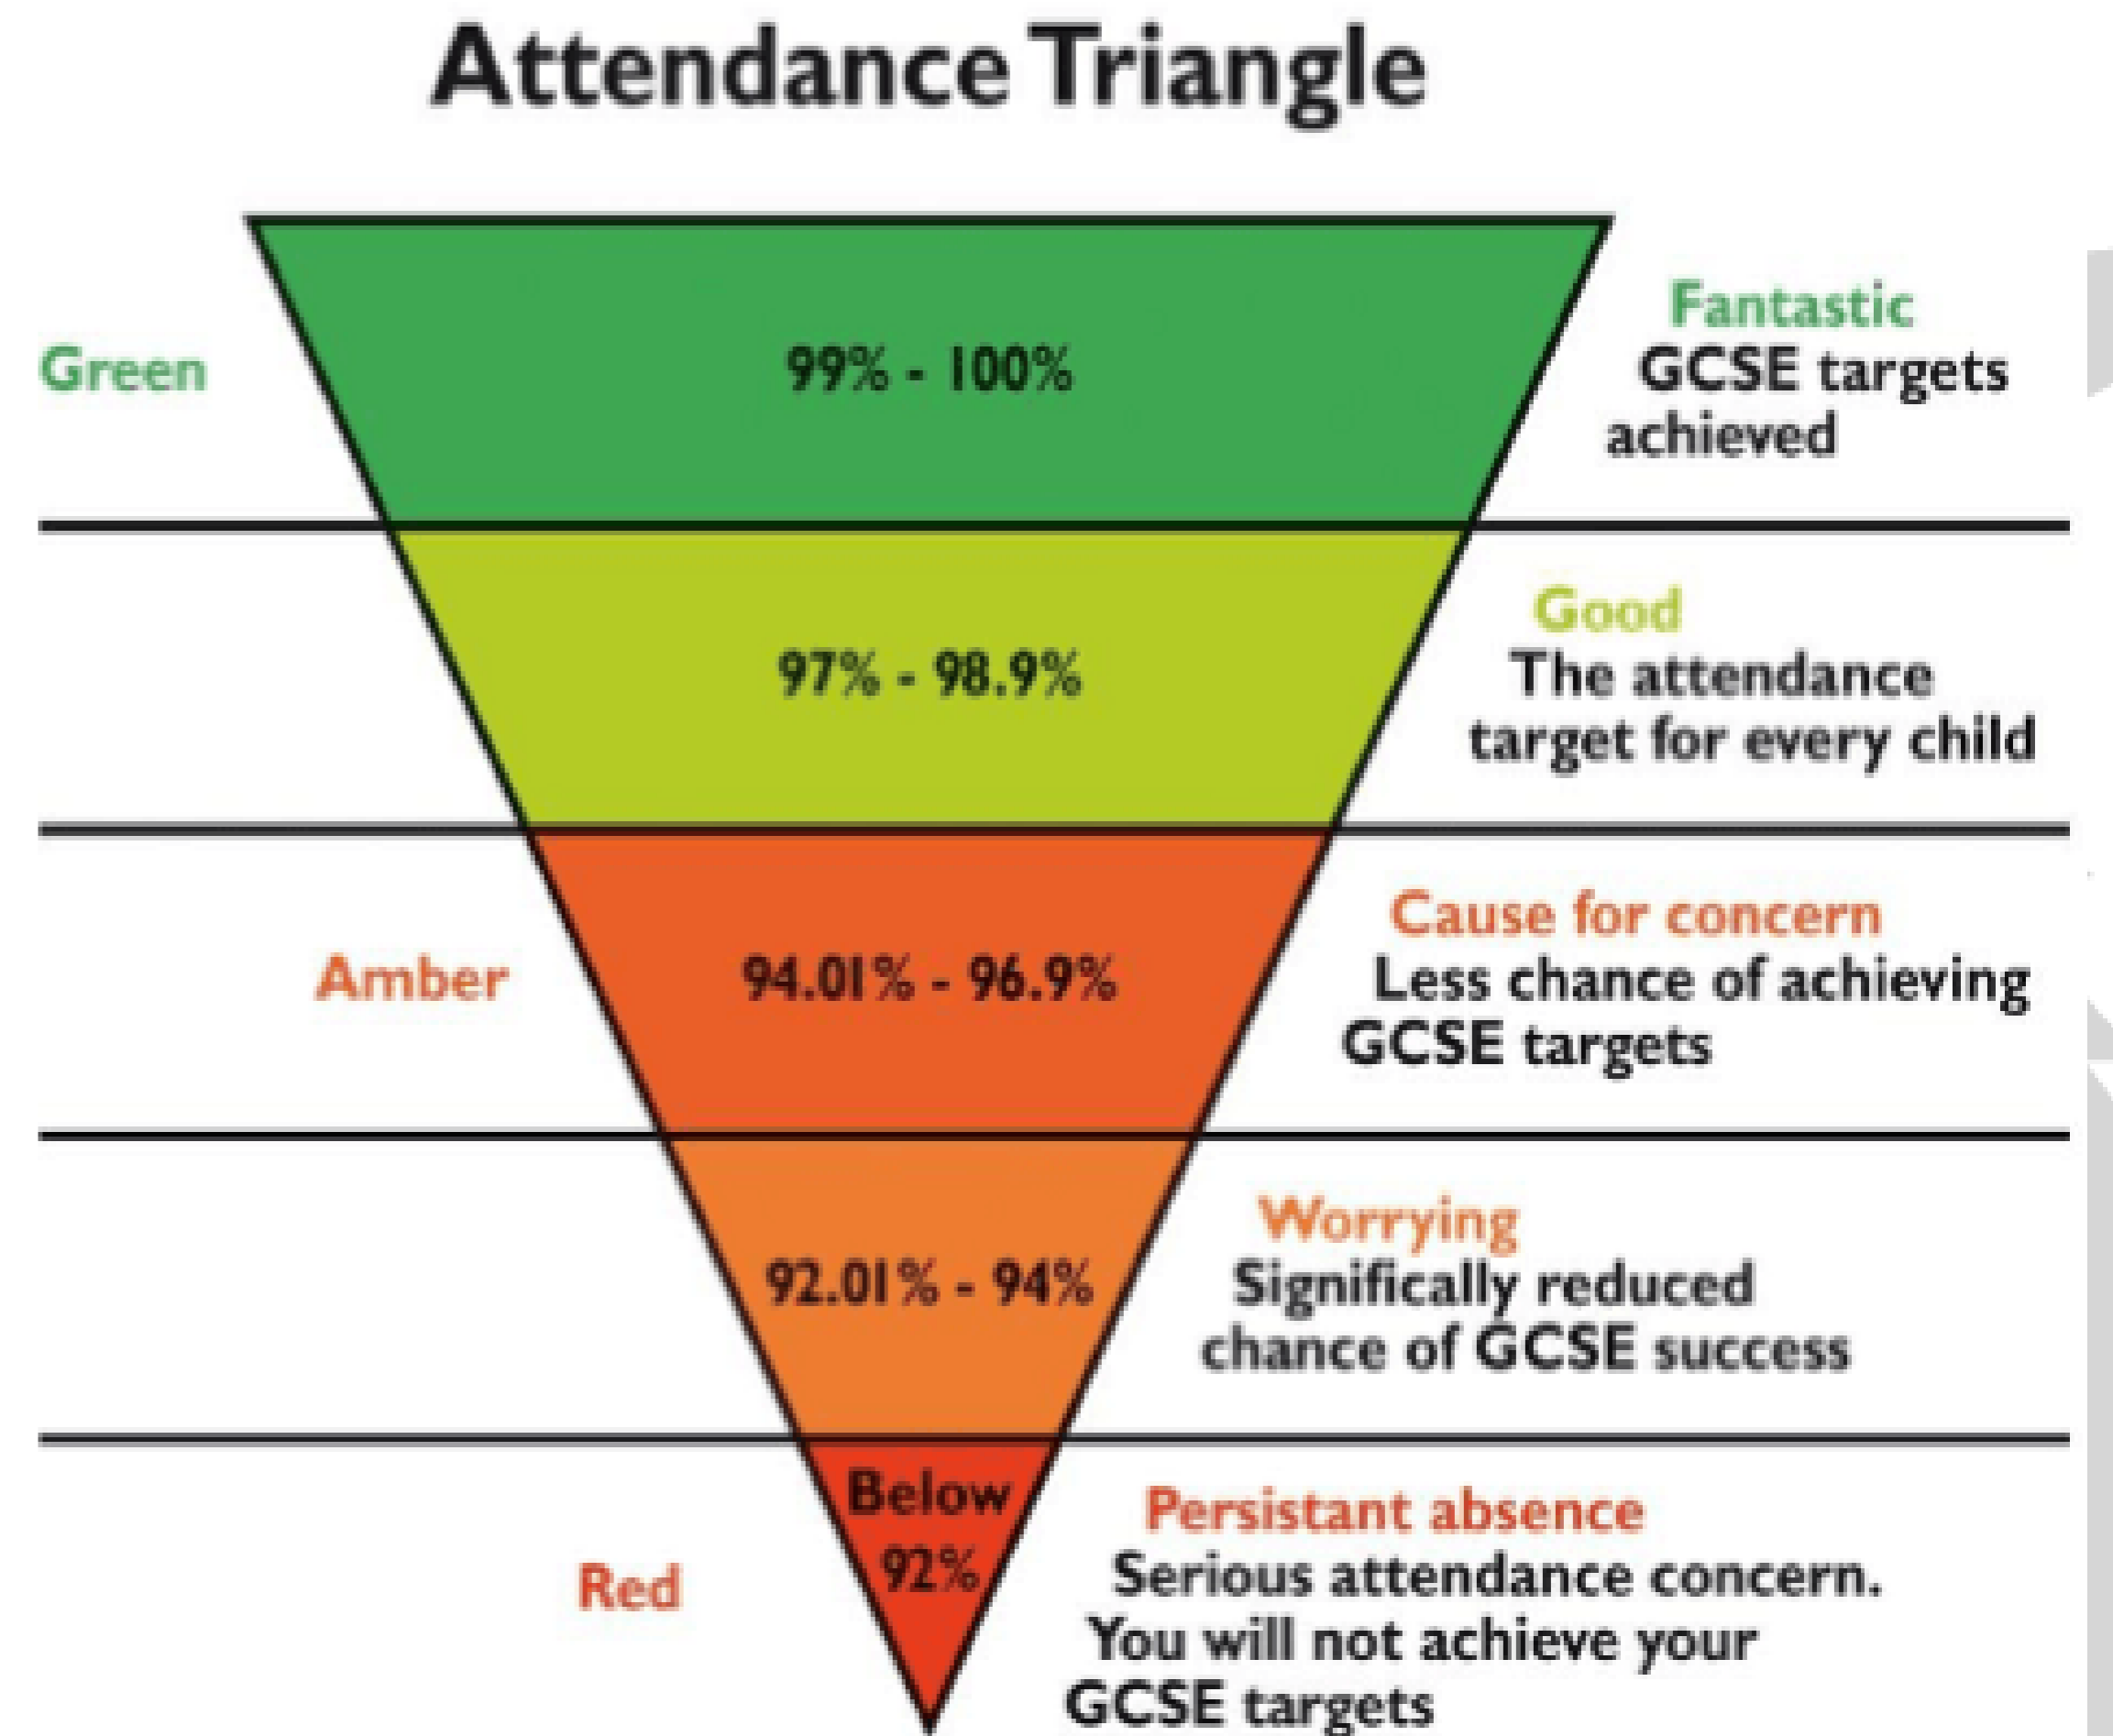 Attendance Triangle
Green
99% - 100%
Fantastic
GCSE targets
achieved
97% - 98.9%
Good
The attendance
target for every child
Amber
94.01% - 96.9%
Cause for concern
Less chance of achieving
GCSE targets
92.01% - 94%
Worrying
Significally reduced
chance of GCSE success
Red
Below
92%
Persistant absence
Serious attendance concern.
You will not achieve your
GCSE targets